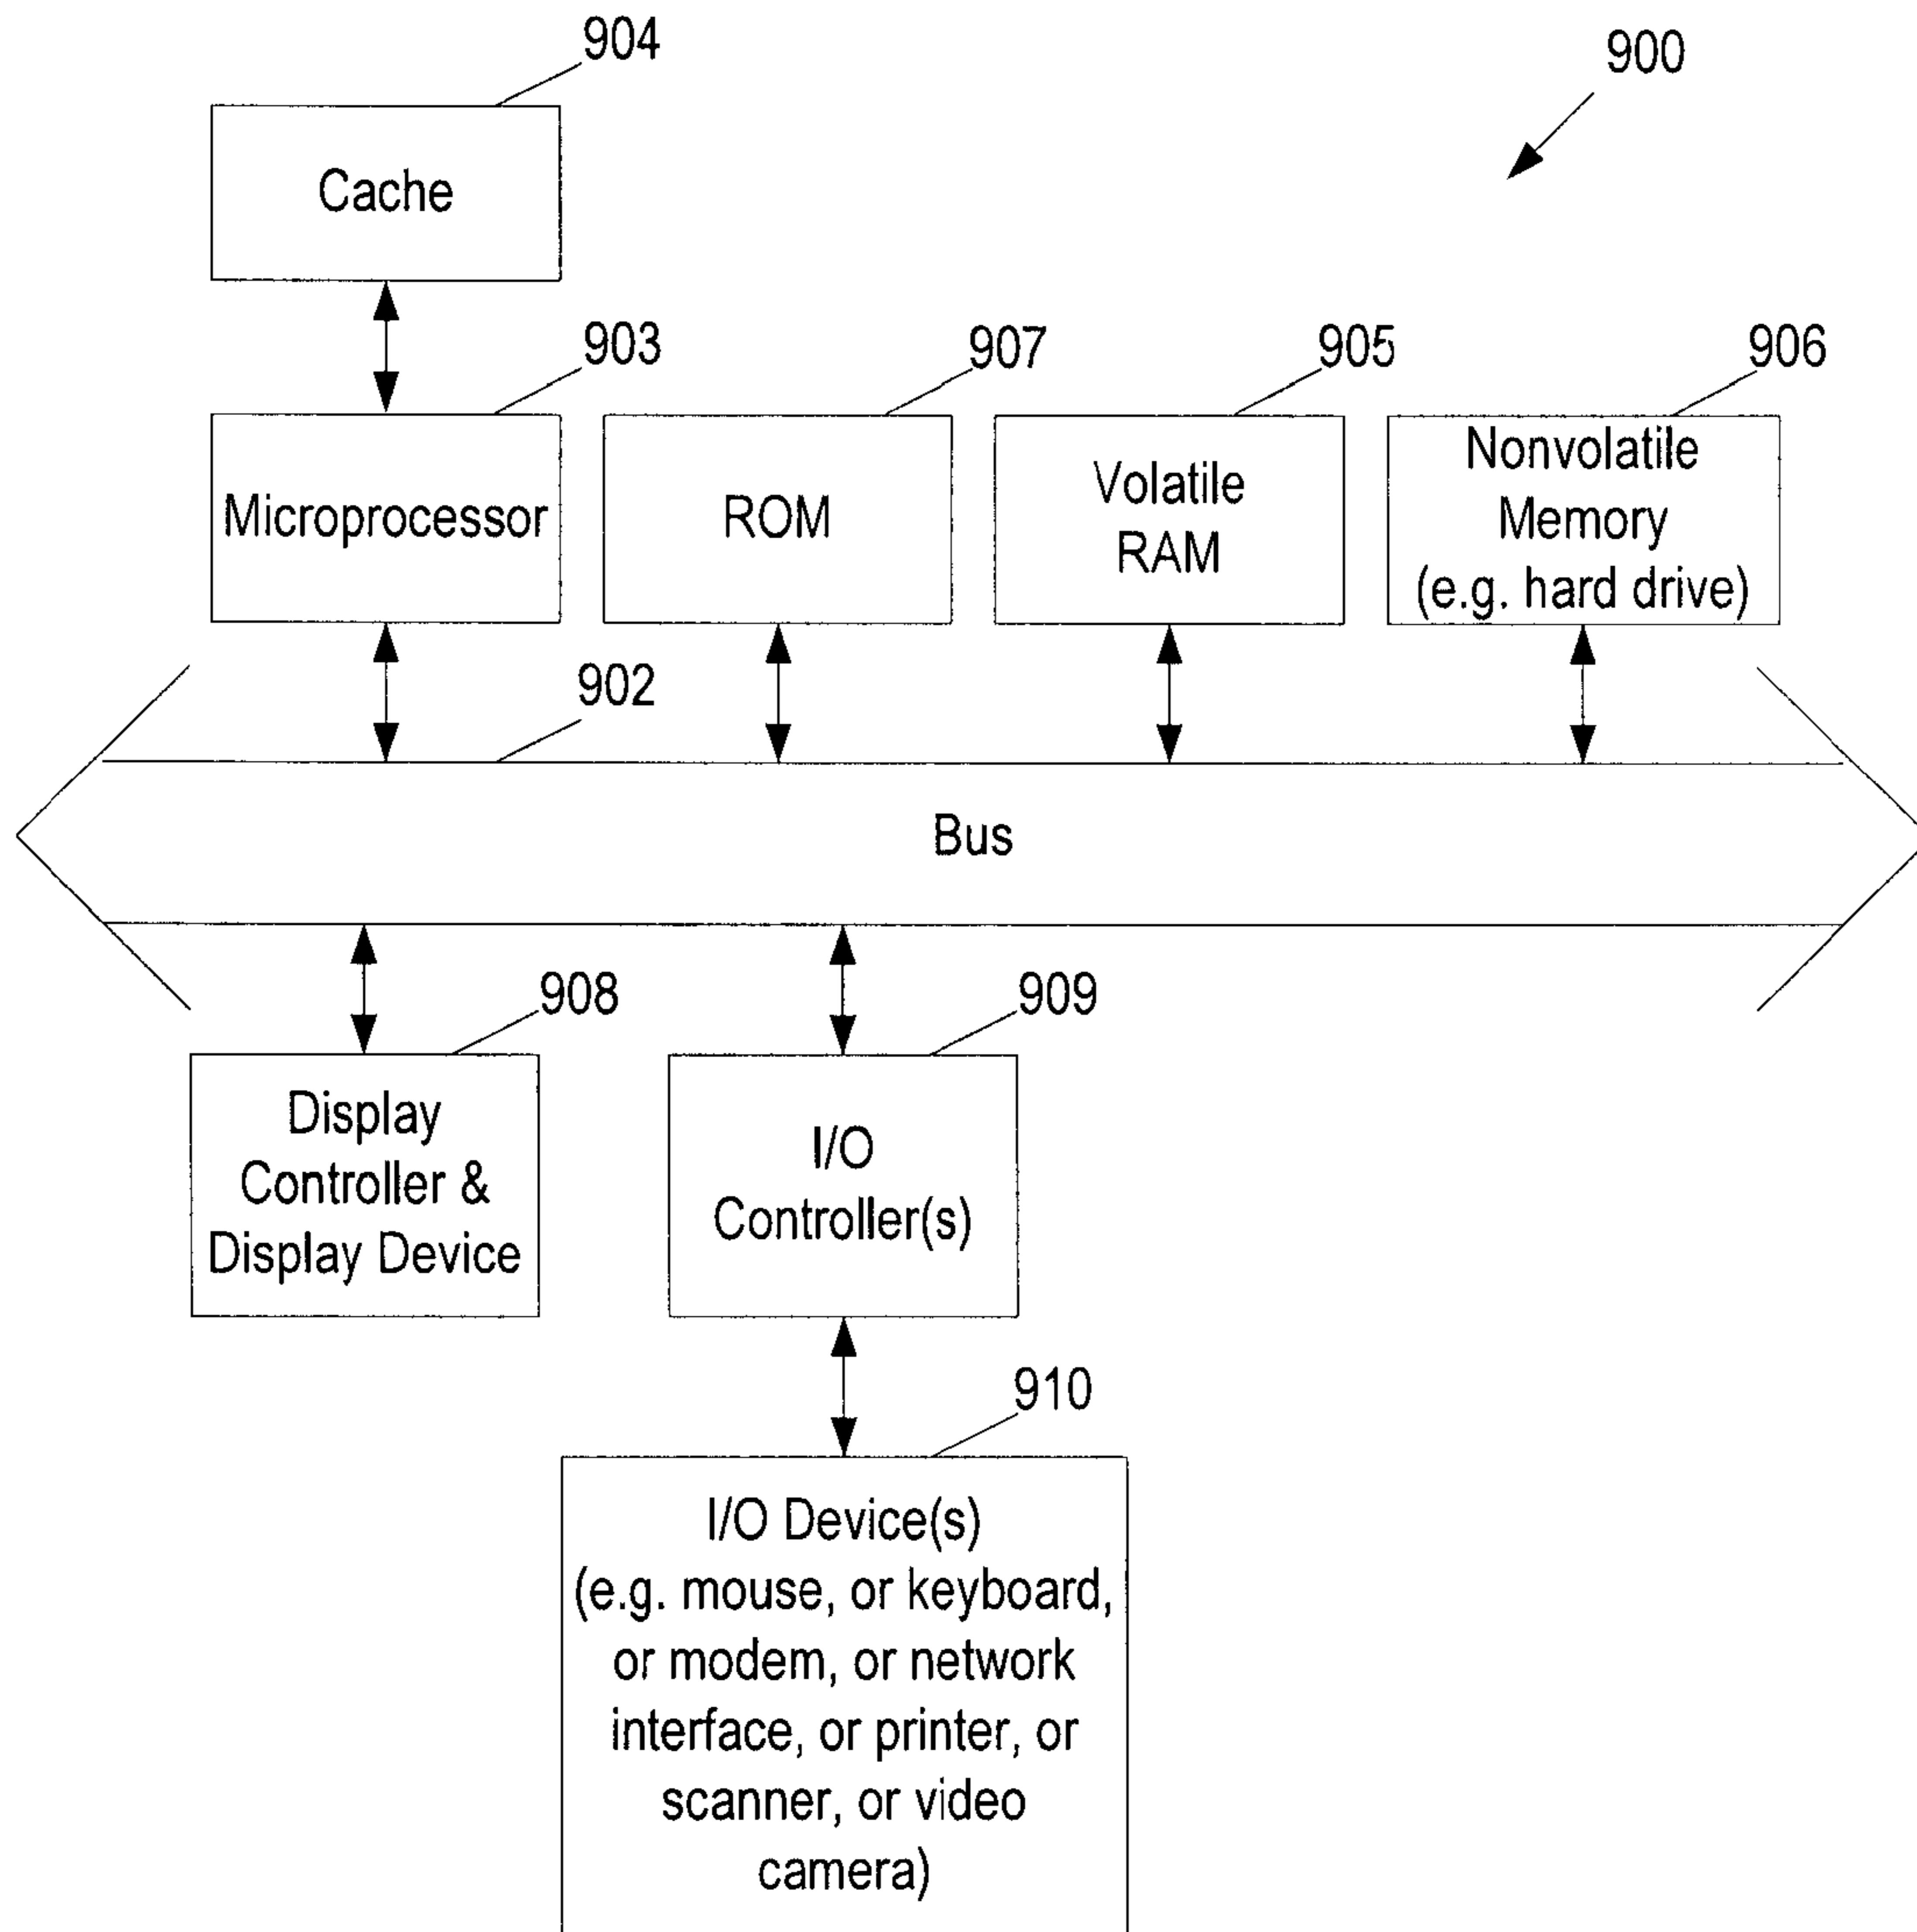 904
900
Cache
903
907
905
906
Microprocessor
ROM
Volatile
RAM
Nonvolatile
Memory
(e.g. hard drive)
902
Bus
908
909
Display
Controller &
Display Device
I/O
Controller(s)
910
I/O Device(s)
(e.g. mouse, or keyboard,
or modem, or network
interface, or printer, or
scanner, or video
camera)